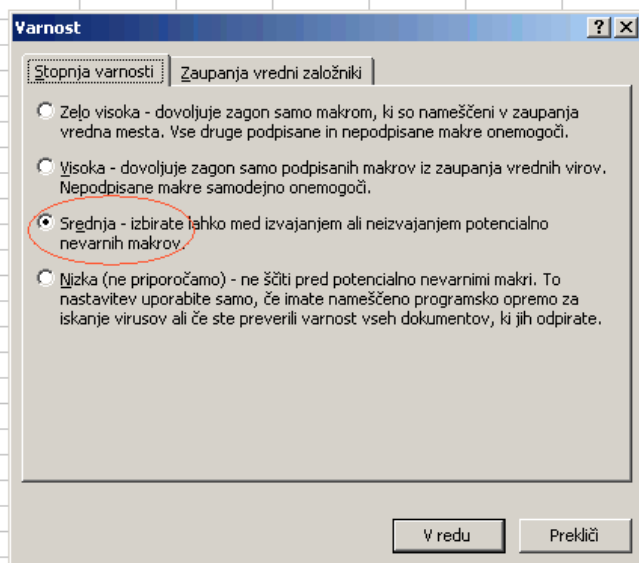 Varnost
Stopnja varnosti
Zaupanja vredni založniki
Zelo visoka - dovoljuje zagon samo makrom, ki so nameščeni v zaupanja
vredna mesta. Vse druge podpisane in nepodpisane makre onemogoči.
Visoka - dovoljuje zagon samo podpisanih makrov iz zaupanja vrednih virov.
Nepodpisane makre samodejno onemogoči.
Srednja - izbirate lahko med izvajanjem ali neizvajanjem potencialno
nevarnih makrov.
Nizka (ne priporočamo) - ne ščiti pred potencialno nevarnimi makri. To
nastavitev uporabite samo, če imate nameščeno programsko opremo za
iskanje virusov ali če ste preverili varnost vseh dokumentov, ki jih odpirate.
V redu
Prekliči